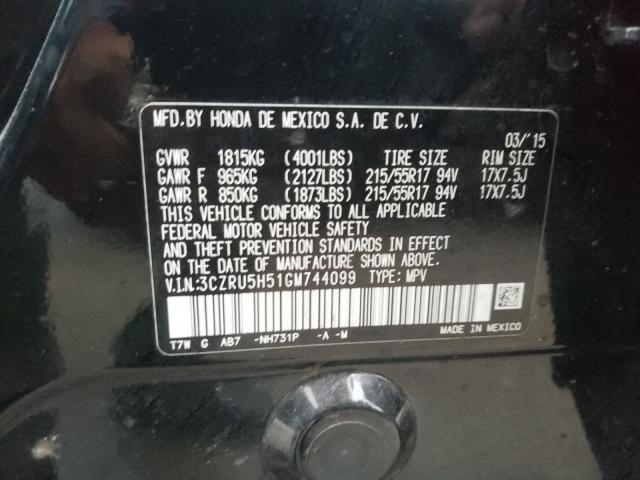 MFD.BY HONDA DE MEXICO S.A. DE C.V.
03/'15
GVWR 1815KG (4001LBS) TIRE SIZE RIM SIZE
GAWR F 965KG (2127LBS) 215/55R17 94V 17X7.5J
GAWR R 850KG (1873LBS) 215/55R17 94V 17X7.5J
THIS VEHICLE CONFORMS TO ALL APPLICABLE
FEDERAL MOTOR VEHICLE SAFETY
AND THEFT PREVENTION STANDARDS IN EFFECT
ON THE DATE OF MANUFACTURE SHOWN ABOVE.
V.I.N.:3CZRU5H51GM744099 TYPE: MPV
T7W G AB7 -NH731P -A -M MADE IN MEXICO